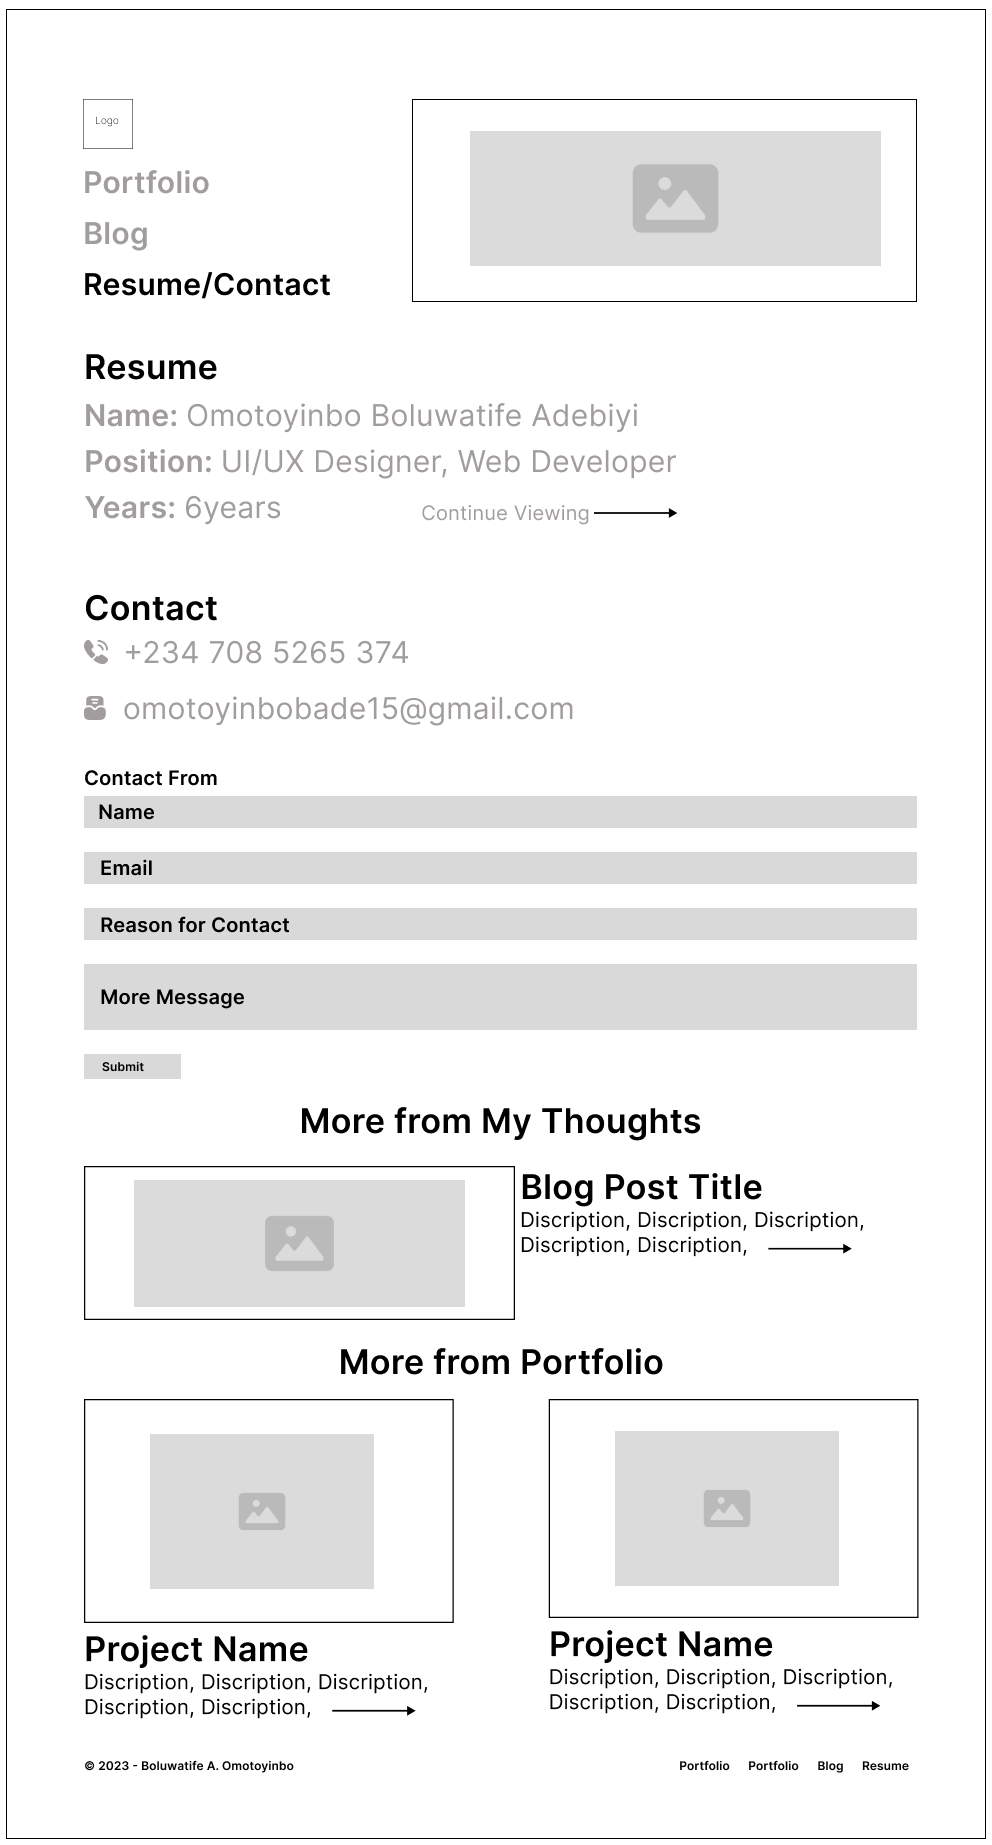 Logo
Portfolio
Blog
Resume/Contact
Resume
Name: Omotoyinbo Boluwatife Adebiyi
Position: UI/UX Designer, Web Developer
Years: 6years
Continue Viewing
Contact
+234 708 5265 374
omotoyinbobade15@gmail.com
Contact From
Name
Email
Reason for Contact
More Message
Submit
More from My Thoughts
Blog Post Title
Discription, Discription, Discription,
Discription, Discription,
More from Portfolio
Project Name
Discription, Discription, Discription,
Discription, Discription,
Project Name
Discription, Discription, Discription,
Discription, Discription,
© 2023 - Boluwatife A. Omotoyinbo
Portfolio Portfolio Blog Resume